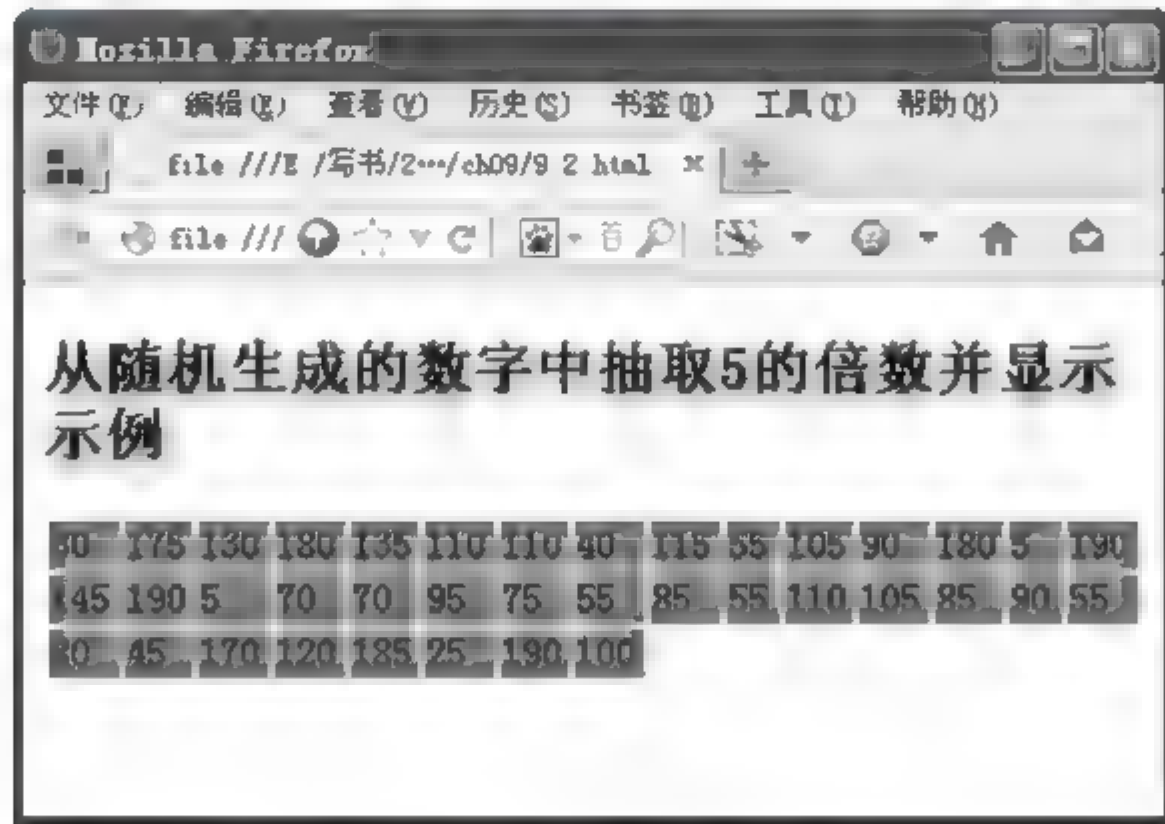 Mozilla Firefox
文件(F) 编辑(E) 查看(V) 历史(S) 书签(B) 工具(T) 帮助(H)
file ///E /写书/2…/ch09/9 2 html × +
file /// 百
从随机生成的数字中抽取5的倍数并显示
示例
175 130 180 135 110 110 40 115 55 105 90 180 5 190
190 5 70 70 95 75 55 85 55 110 105 85 90 55
45 170 120 185 25 190 100